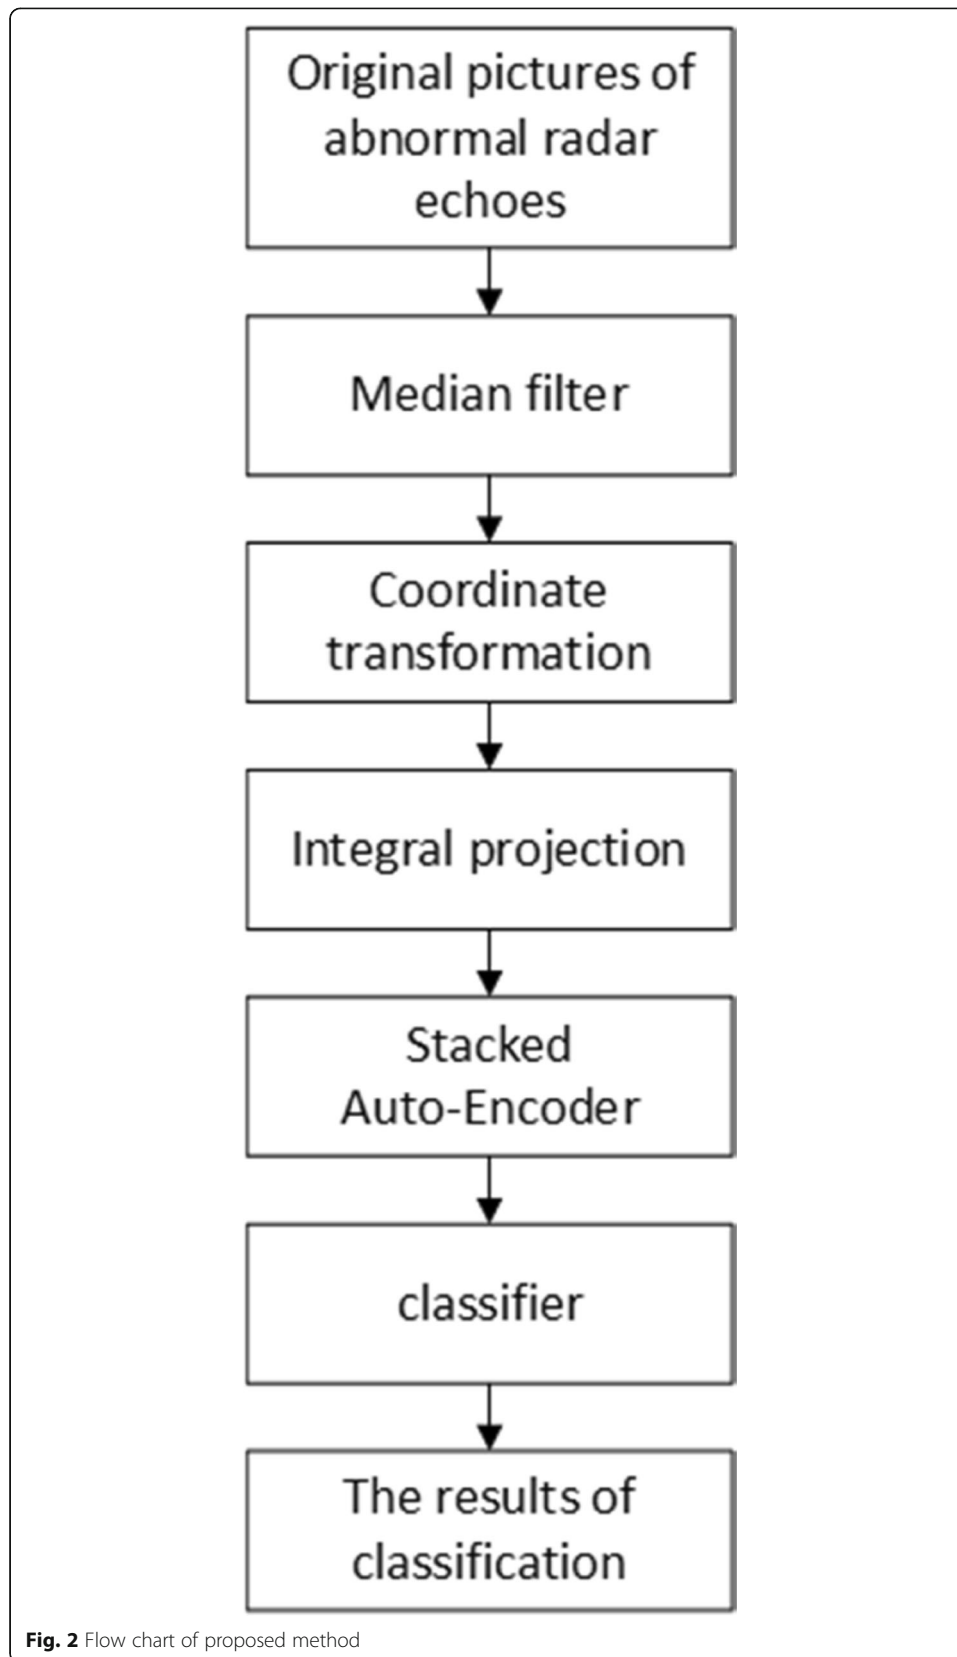 Original pictures of
abnormal radar
echoes
Median filter
Coordinate
transformation
Integral projection
Stacked
Auto-Encoder
classifier
The results of
classification
Fig. 2 Flow chart of proposed method